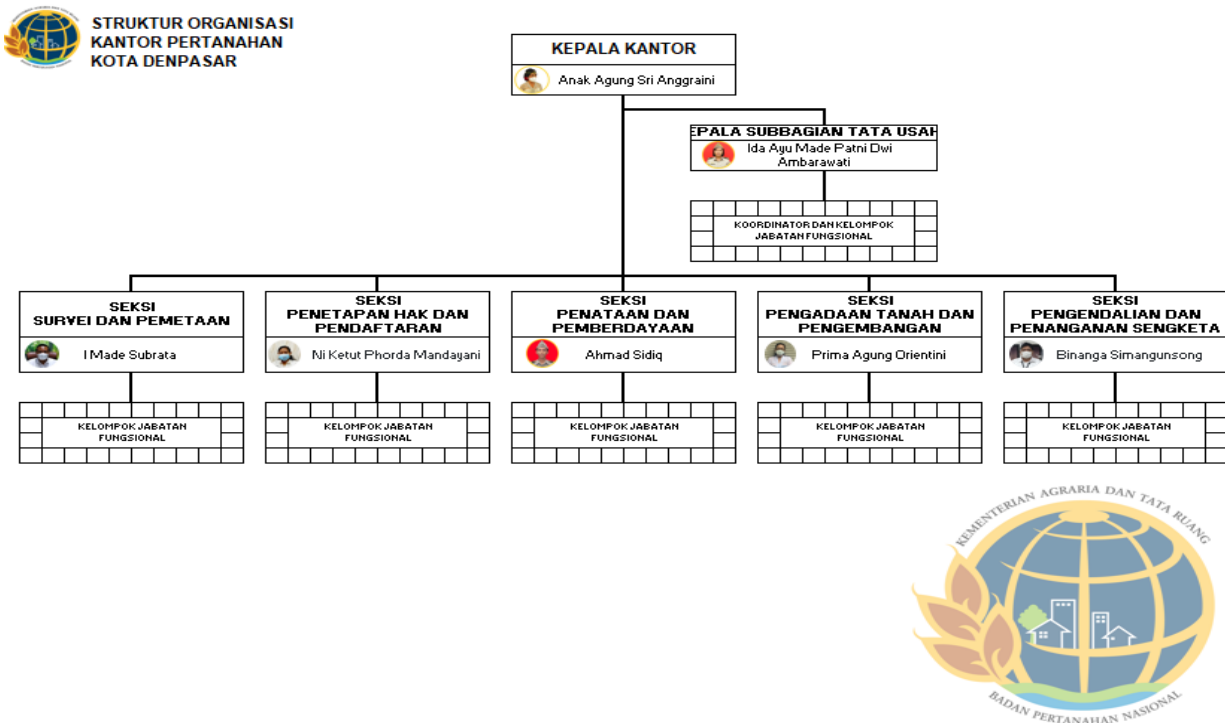 STRUKTUR ORGANISASI
KANTOR PERTANAHAN
KOTA DENPASAR
KEPALA KANTOR
Anak Agung Sri Anggraini
EPALA SUBBAGIAN TATA USAH
Ida Ayu Made Patni Dwi
Ambarawati
KOORDINATOR DAN KELOMPOK
JABATAN FUNGSIONAL
SEKSI
SURVEI DAN PEMETAAN
I Made Subrata
KELOMPOK JABATAN
FUNGSIONAL
SEKSI
PENETAPAN HAK DAN
PENDAFTARAN
Ni Ketut Phorda Mandayani
KELOMPOK JABATAN
FUNGSIONAL
SEKSI
PENATAAN DAN
PEMBERDAYAAN
Ahmad Sidiq
KELOMPOK JABATAN
FUNGSIONAL
SEKSI
PENGADAAN TANAH DAN
PENGEMBANGAN
Prima Agung Orientini
KELOMPOK JABATAN
FUNGSIONAL
SEKSI
PENGENDALIAN DAN
PENANGANAN SENGKETA
Binanga Simangunsong
KELOMPOK JABATAN
FUNGSIONAL
KEMENTERIAN AGRARIA DAN TATA RUANG
BADAN PERTANAHAN NASIONAL